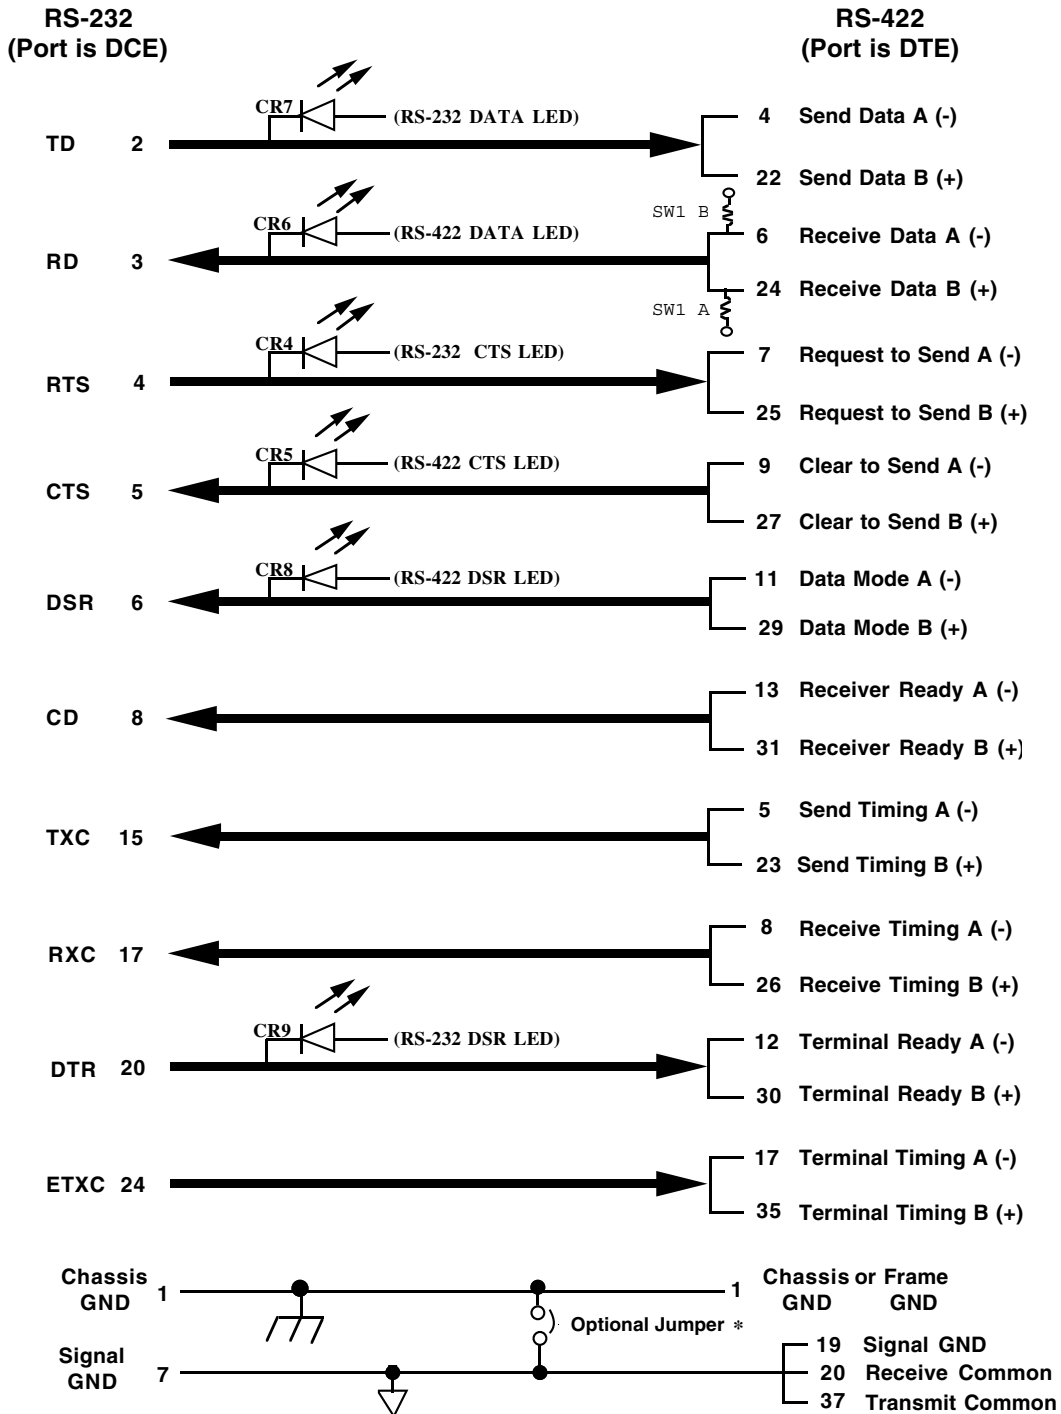 RS-232
(Port is DCE)
RS-422
(Port is DTE)
CR7
(RS-232 DATA LED)
4 Send Data A (-)
TD 2
22 Send Data B (+)
SW1 B
CR6
(RS-422 DATA LED)
6 Receive Data A (-)
RD 3
24 Receive Data B (+)
SW1 A
CR4
(RS-232 CTS LED)
7 Request to Send A (-)
RTS 4
25 Request to Send B (+)
CR5
(RS-422 CTS LED)
9 Clear to Send A (-)
CTS 5
27 Clear to Send B (+)
CR8
(RS-422 DSR LED)
11 Data Mode A (-)
DSR 6
29 Data Mode B (+)
13 Receiver Ready A (-)
CD 8
31 Receiver Ready B (+)
5 Send Timing A (-)
TXC 15
23 Send Timing B (+)
8 Receive Timing A (-)
RXC 17
26 Receive Timing B (+)
CR9
(RS-232 DSR LED)
12 Terminal Ready A (-)
DTR 20
30 Terminal Ready B (+)
17 Terminal Timing A (-)
ETXC 24
35 Terminal Timing B (+)
Chassis GND 1
1 Chassis or Frame
GND GND
Optional Jumper *
Signal GND 7
19 Signal GND
20 Receive Common
37 Transmit Common